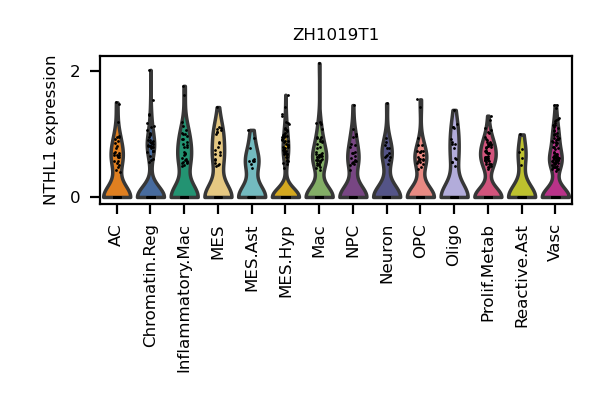 ZH1019T1
NTHL1 expression
2
0
AC
Chromatin.Reg
Inflammatory.Mac
MES
MES.Ast
MES.Hyp
Mac
NPC
Neuron
OPC
Oligo
Prolif.Metab
Reactive.Ast
Vasc